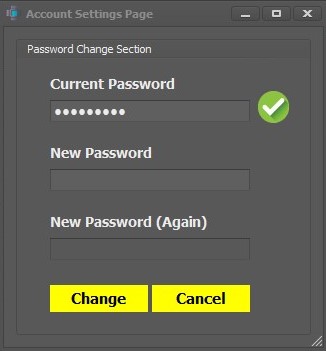 Account Settings Page
Password Change Section
Current Password
•••••••••
New Password
New Password (Again)
Change Cancel